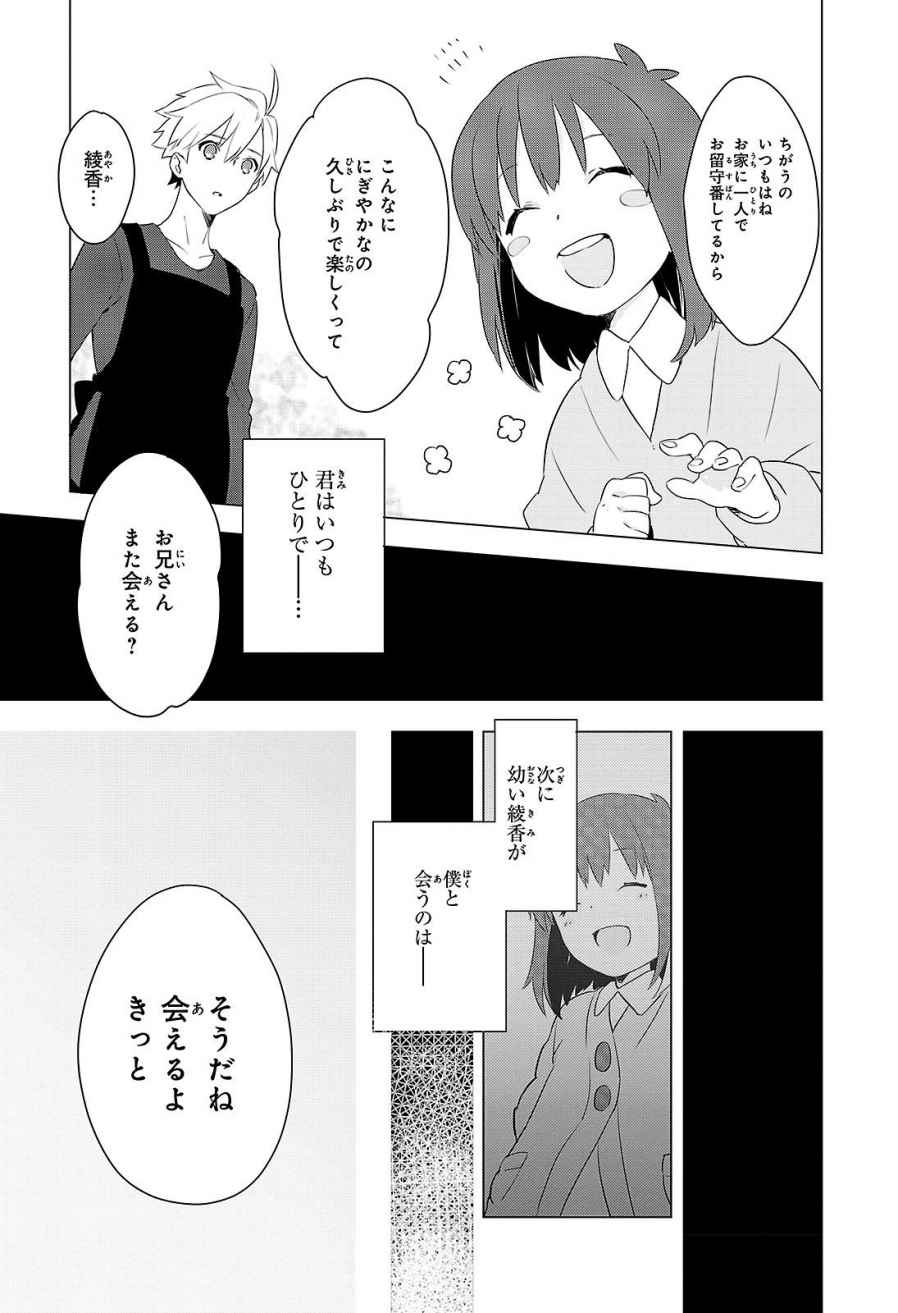 ちがうの
いつもはね
お家に一人で
お留守番してるから
こんなに
にぎやかなの
久しぶりで楽しくって
綾香…
君はいつも
ひとりで――…
お兄さん
また会える?
次に
幼い綾香が
僕と
会うのは――
そうだね
会えるよ
きっと